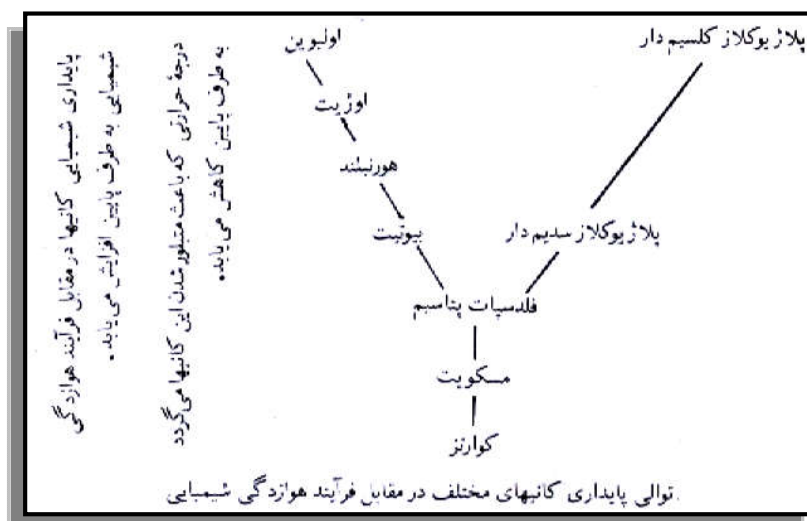 پلاژیوکلاز کلسیم دار
اولیوین
اوژیت
هورنبلند
بیوتیت
پلاژیوکلاز سدیم دار
فلدسپات پتاسیم
مسکویت
کوارتز
درجهٔ حرارتی که باعث متبلور شدن این کانیها می‌گردد
به طرف پایین کاهش می‌یابد.
پایداری شیمیایی کانیها در مقابل فرآیند هوازدگی
شیمیایی به طرف پایین افزایش می‌یابد.
توالی پایداری کانیهای مختلف در مقابل فرآیند هوازدگی شیمیایی.